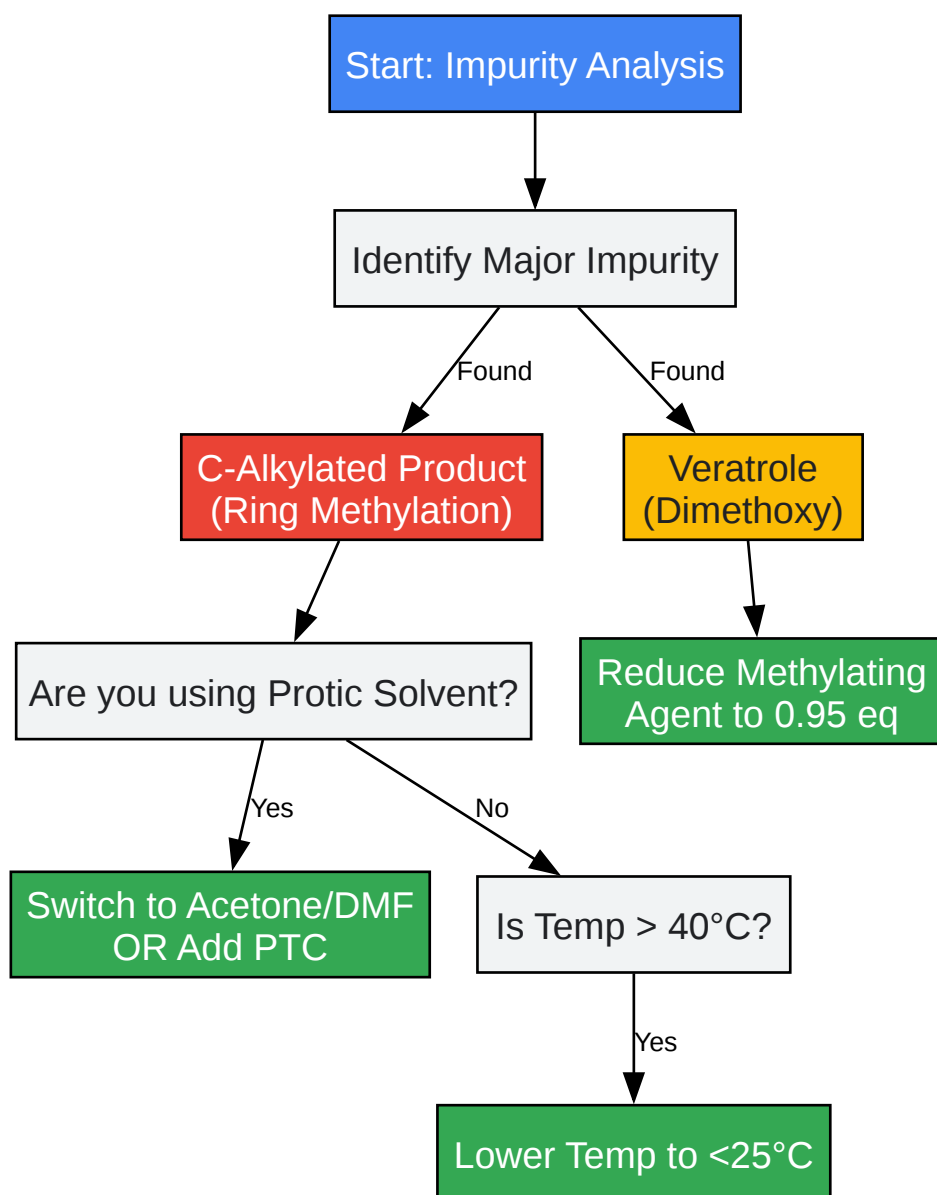 Start: Impurity Analysis
Identify Major Impurity
Found
Found
C-Alkylated Product
(Ring Methylation)
Veratrole
(Dimethoxy)
Are you using Protic Solvent?
Reduce Methylating
Agent to 0.95 eq
Yes
No
Switch to Acetone/DMF
OR Add PTC
Is Temp > 40°C?
Yes
Lower Temp to <25°C